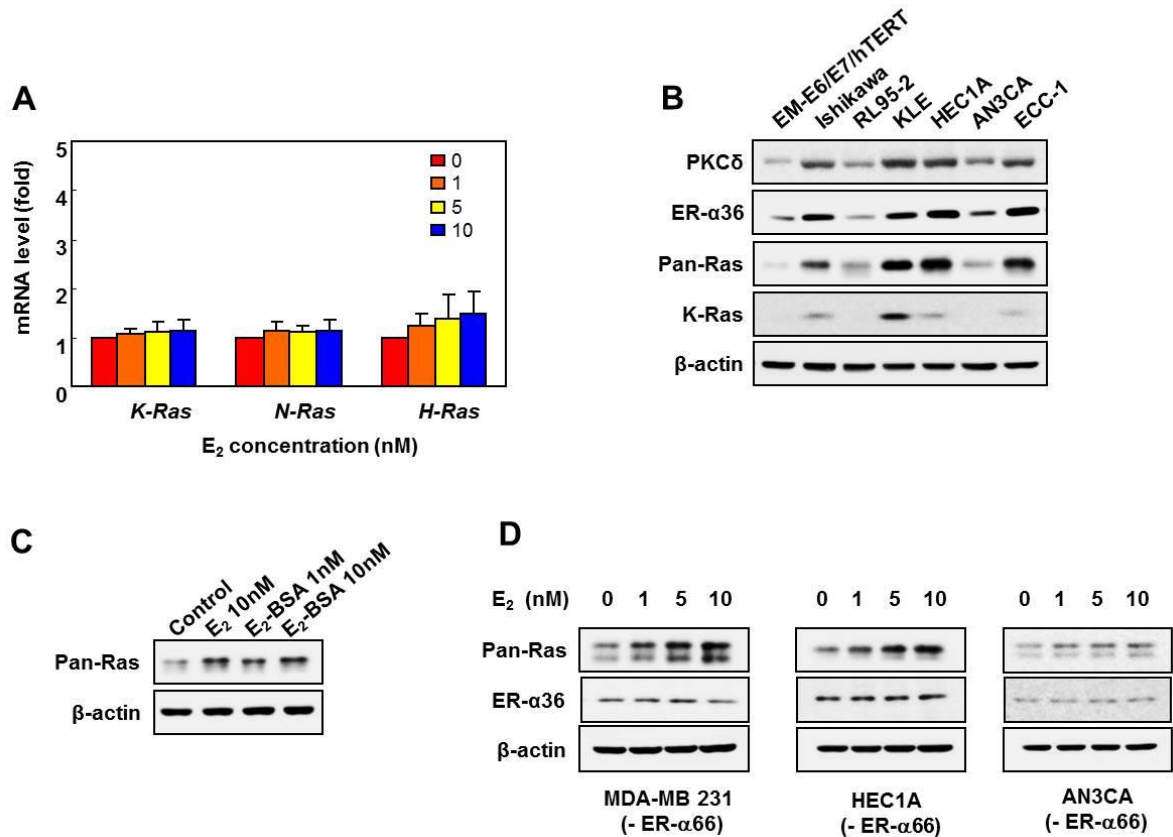 A
mRNA level (fold)
5
4
3
2
1
0
0
1
5
10
K-Ras N-Ras H-Ras
E2 concentration (nM)
B
EM-E6/E7/hTERT
Ishikawa
RL95-2
KLE
HEC1A
AN3CA
ECC-1
PKCδ
ER-α36
Pan-Ras
K-Ras
β-actin
C
Control
E2 10nM
E2-BSA 1nM
E2-BSA 10nM
Pan-Ras
β-actin
D
E2 (nM) 0 1 5 10 0 1 5 10 0 1 5 10
Pan-Ras
ER-α36
β-actin
MDA-MB 231 HEC1A AN3CA
(- ER-α66) (- ER-α66) (- ER-α66)